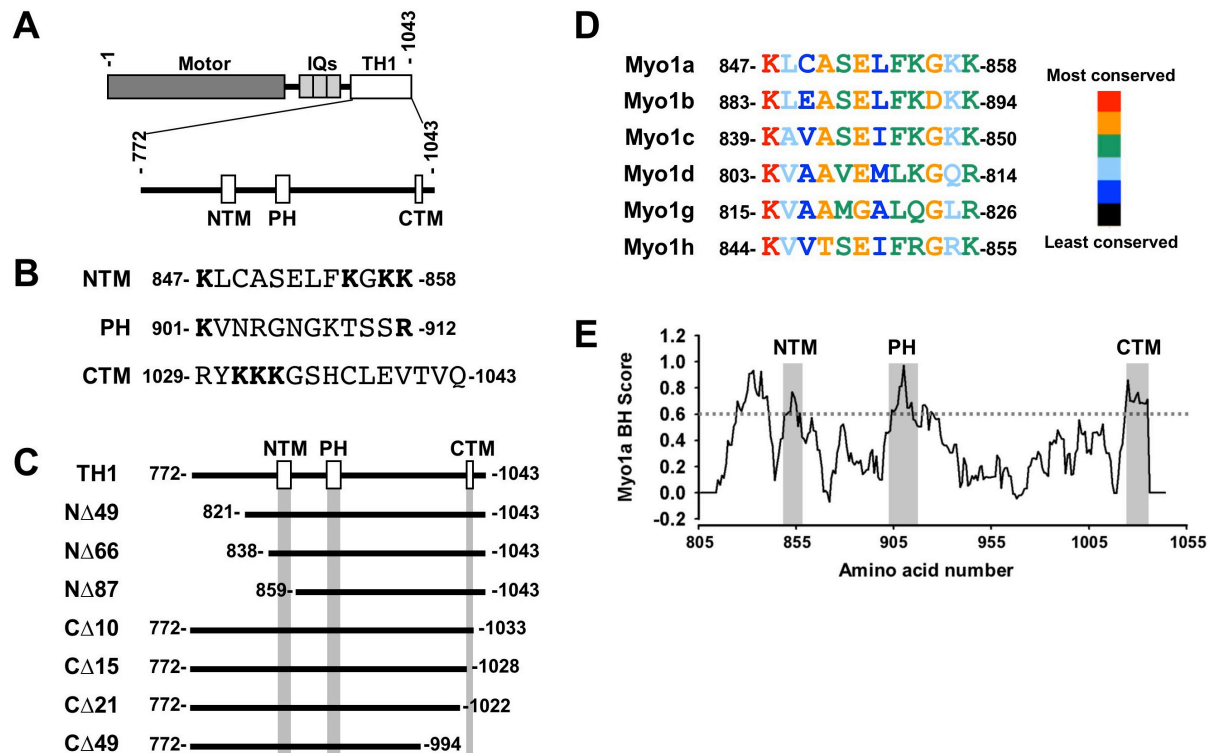 A
-1
-1043
Motor
IQs
TH1
-772
-1043
NTM PH CTM
B
NTM 847- KLCASELFKGKK -858
PH 901- KVNRGNGKTSSR -912
CTM 1029- RYKKKGSHCLEVTVQ-1043
C
NTM PH CTM
TH1 772- -1043
NΔ49 821- -1043
NΔ66 838- -1043
NΔ87 859- -1043
CΔ10 772- -1033
CΔ15 772- -1028
CΔ21 772- -1022
CΔ49 772- -994
D
Myo1a 847- KLCASELFKGKK-858
Myo1b 883- KLEASELFKDKK-894
Myo1c 839- KAVASEIFKGKK-850
Myo1d 803- KVAAVEMLKGQR-814
Myo1g 815- KVAAMGALQGLR-826
Myo1h 844- KVVTSEIFRGRK-855
Most conserved
Least conserved
E
NTM PH CTM
Myo1a BH Score
1.2
1.0
0.8
0.6
0.4
0.2
0.0
-0.2
805 855 905 955 1005 1055
Amino acid number